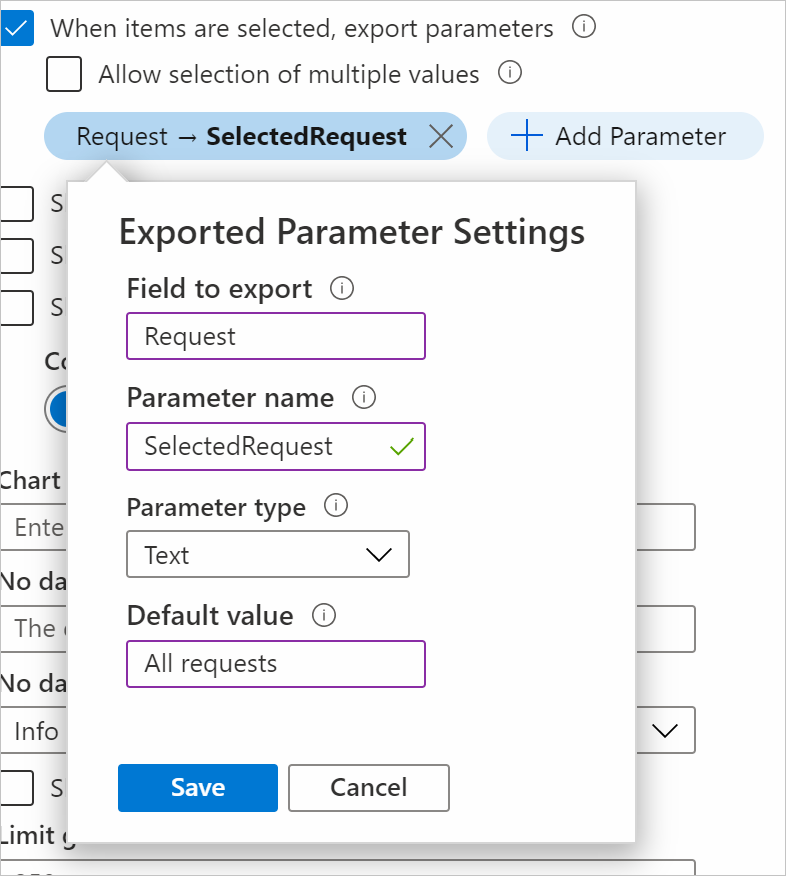 When items are selected, export parameters
Allow selection of multiple values
Request → SelectedRequest
Add Parameter
S
S
S
Exported Parameter Settings
Field to export
Request
Parameter name
SelectedRequest
Parameter type
Text
Default value
All requests
Save
Cancel
Chart
Ente
No da
The
No da
Info
S
Limit